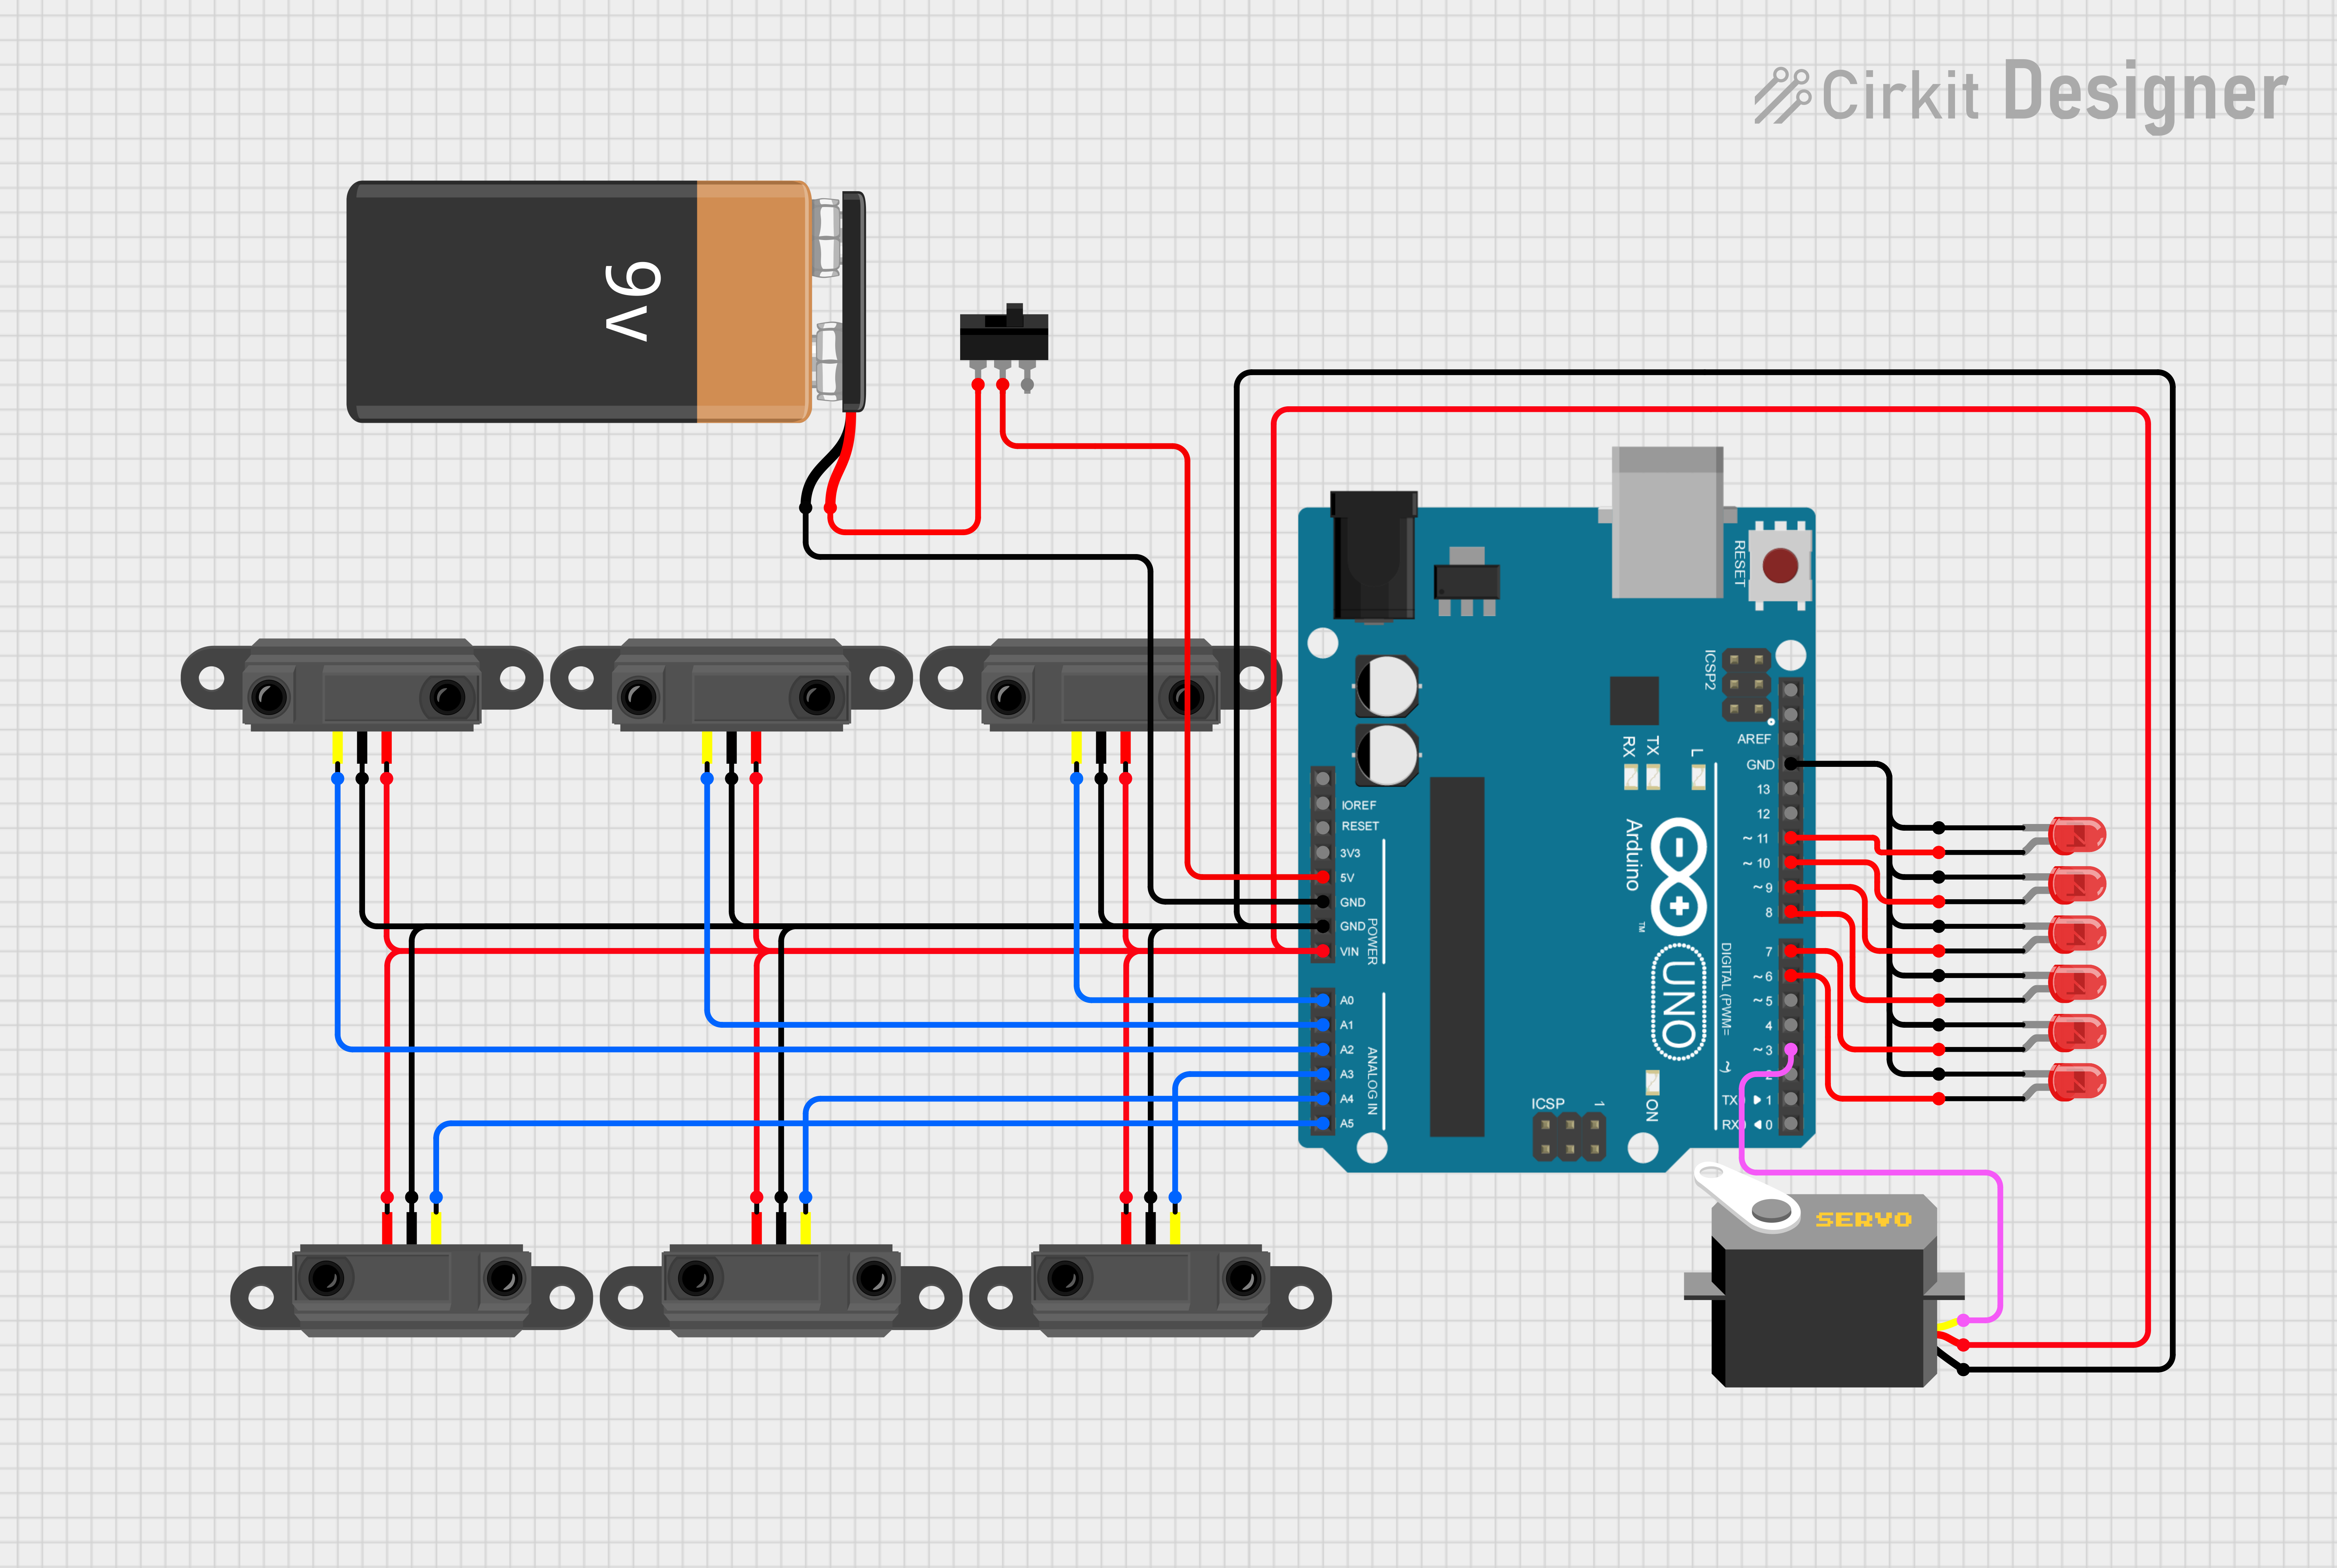 Cirkit Designer
9v
RESET
ICSP2
AREF
GND
13
12
~ 11
~ 10
~ 9
8
7
~ 6
~ 5
4
~ 3
2
TX ▶ 1
RX ◀ 0
RX
TX
L
IOREF
RESET
3V3
5V
GND
GND
VIN
POWER
A0
A1
A2
A3
A4
A5
ANALOG IN
Arduino
™
UNO
DIGITAL (PWM= ~)
ON
ICSP
1
SERVO